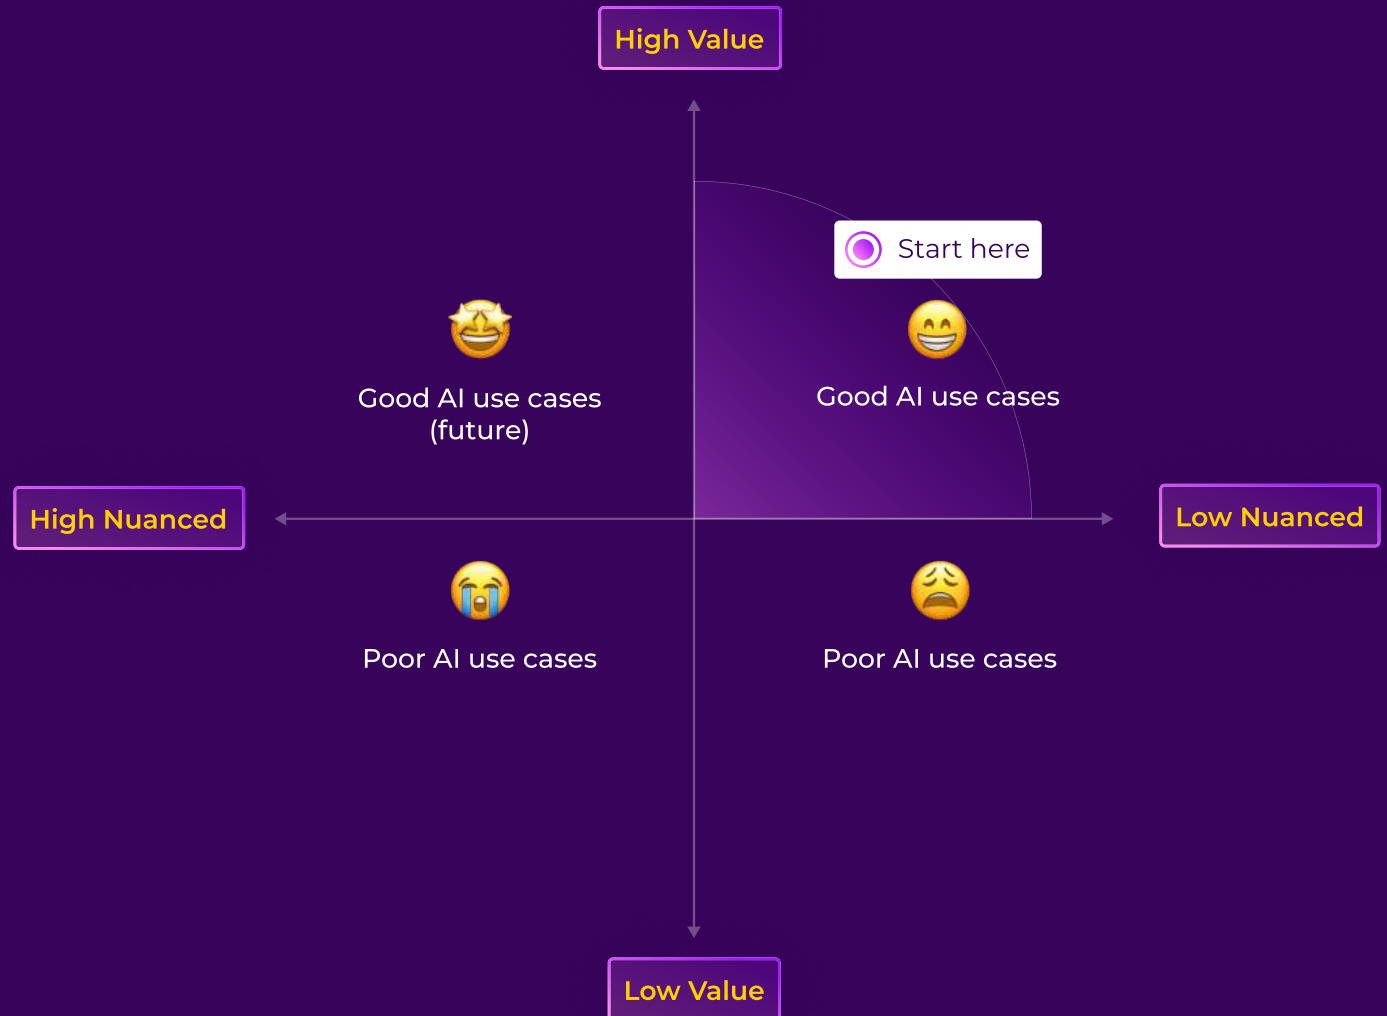 High Value
Start here
Good AI use cases
(future)
Good AI use cases
High Nuanced
Low Nuanced
Poor AI use cases
Poor AI use cases
Low Value